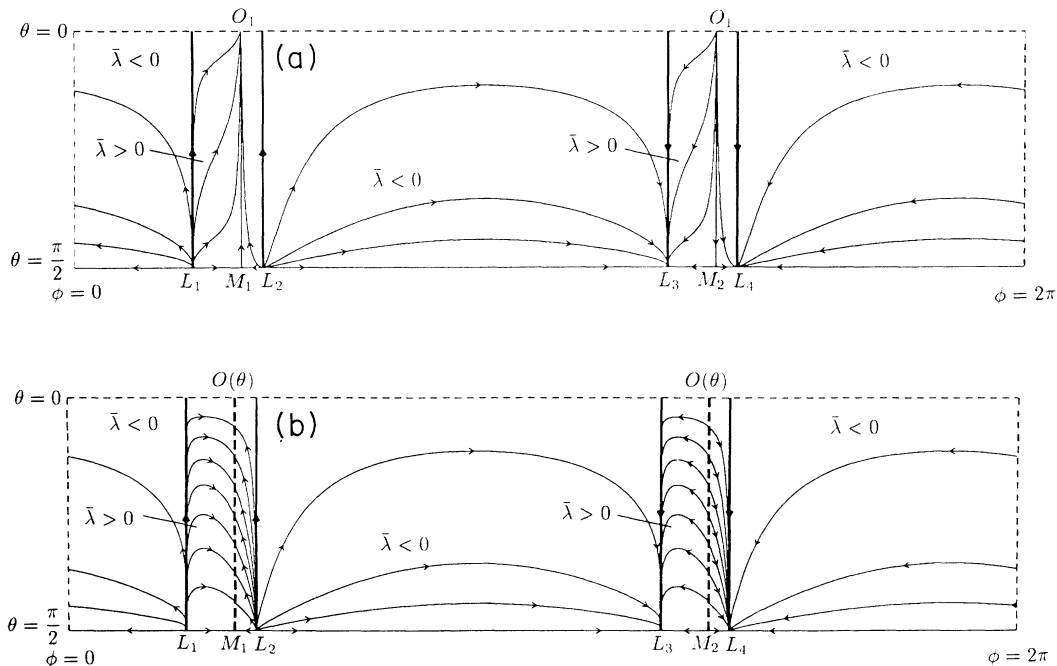 O₁ O₁
θ = 0
(a)
λ̄ < 0 λ̄ < 0
λ̄ > 0 λ̄ > 0
λ̄ < 0
θ = π/2
L₁ M₁ L₂ L₃ M₂ L₄
φ = 0 φ = 2π
O(θ) O(θ)
θ = 0
λ̄ < 0 (b) λ̄ < 0
λ̄ > 0 λ̄ > 0
λ̄ < 0
θ = π/2
L₁ M₁ L₂ L₃ M₂ L₄
φ = 0 φ = 2π